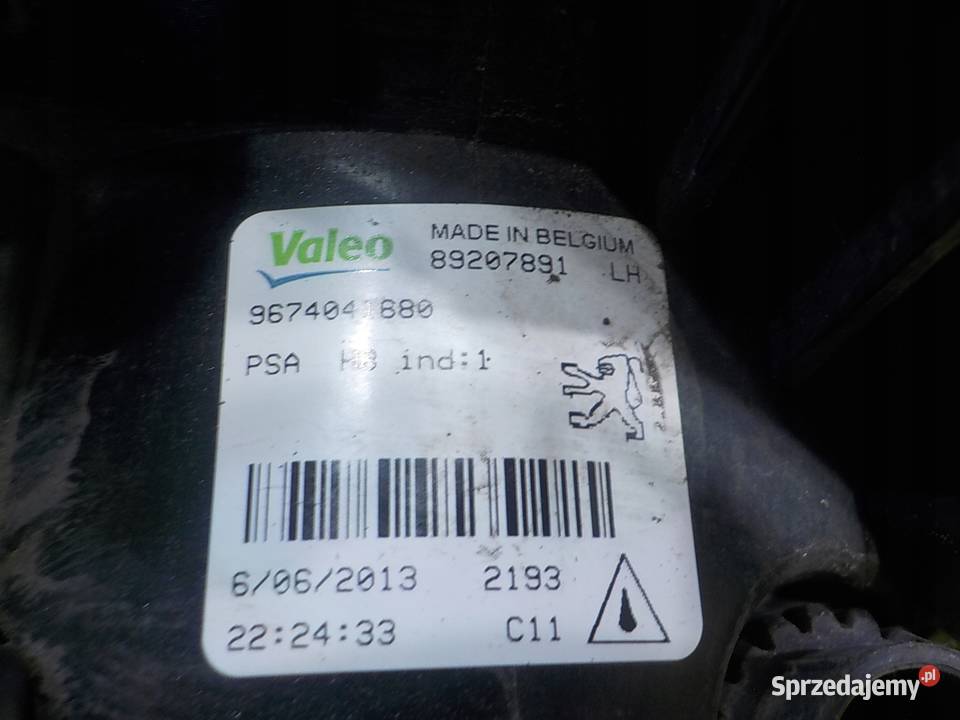 Valeo
MADE IN BELGIUM
89207891 LH
9674041880
PSA ind:1
6/06/2013 2193
22:24:33 C11
Sprzedajemy.pl